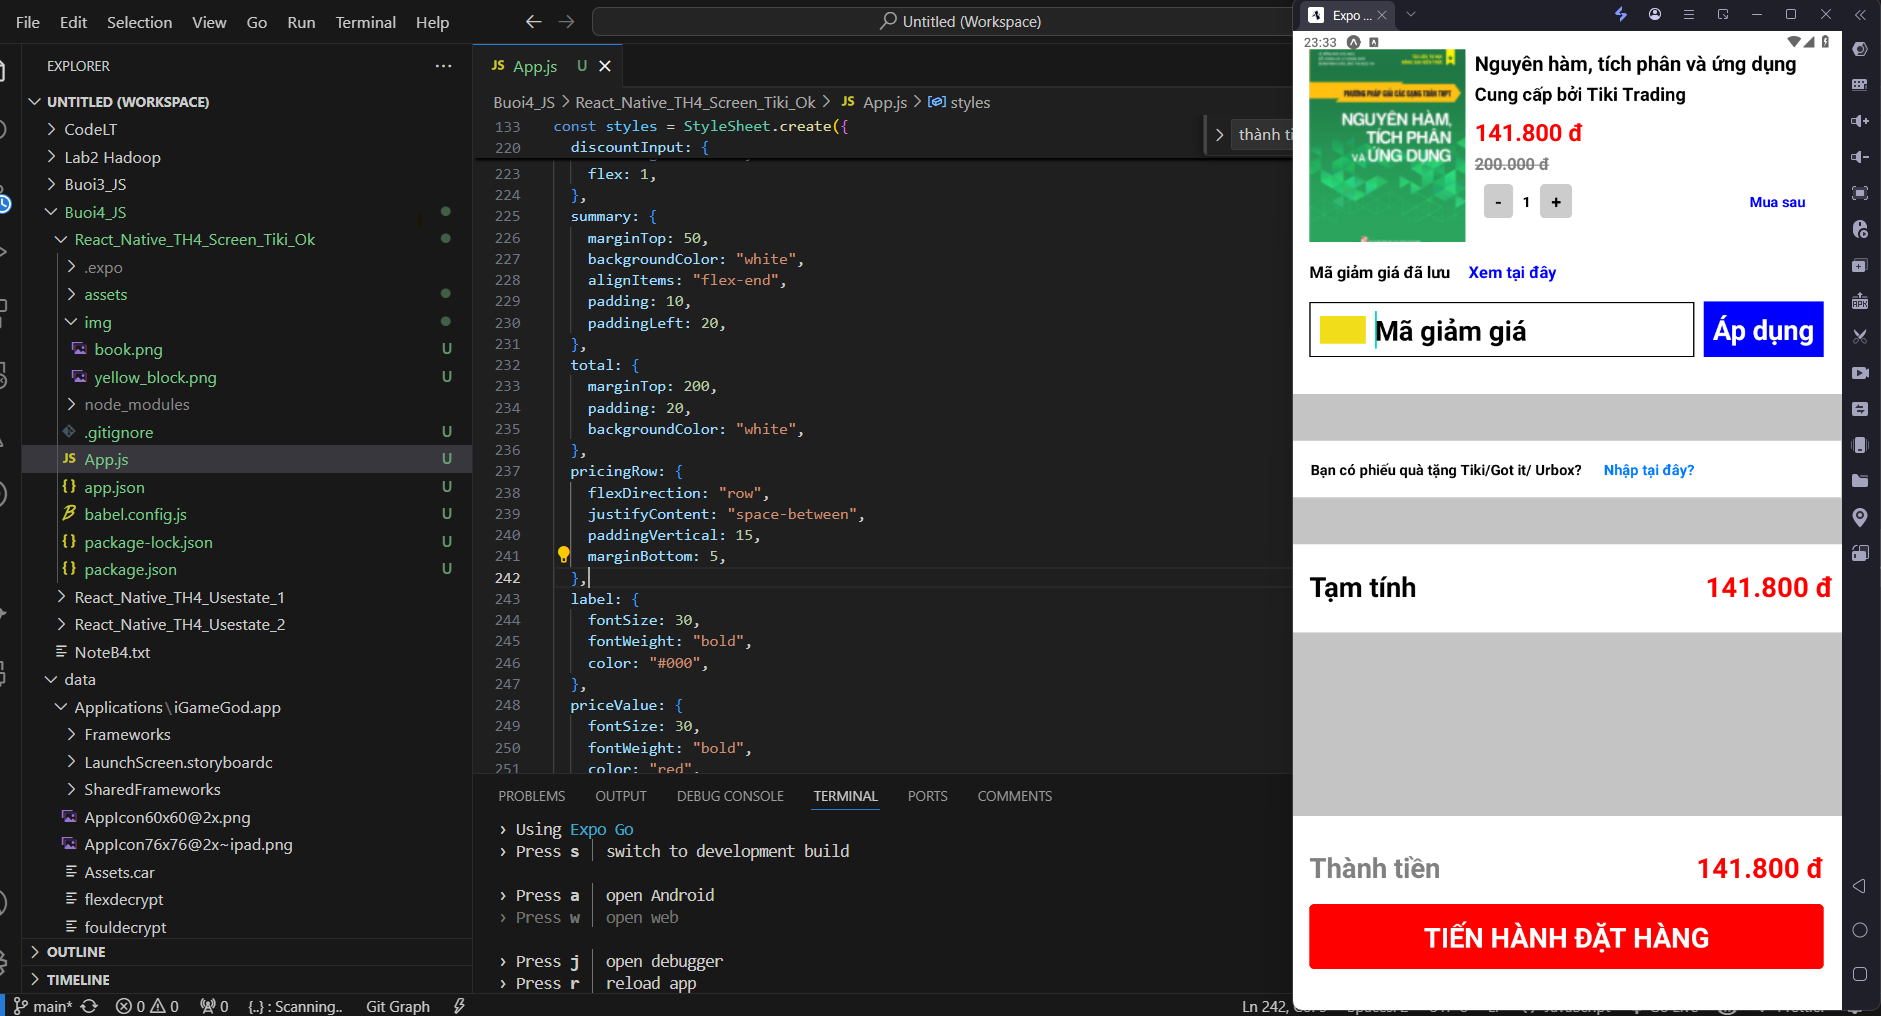 File Edit Selection View Go Run Terminal Help
Untitled (Workspace)
EXPLORER
UNTITLED (WORKSPACE)
CodeLT
Lab2 Hadoop
Buoi3_JS
Buoi4_JS
React_Native_TH4_Screen_Tiki_Ok
.expo
assets
img
book.png U
yellow_block.png U
node_modules
.gitignore U
JS App.js U
{} app.json U
babel.config.js U
{} package-lock.json U
{} package.json U
React_Native_TH4_Usestate_1
React_Native_TH4_Usestate_2
NoteB4.txt
data
Applications\iGameGod.app
Frameworks
LaunchScreen.storyboardc
SharedFrameworks
AppIcon60x60@2x.png
AppIcon76x76@2x~ipad.png
Assets.car
flexdecrypt
fouldecrypt
OUTLINE
TIMELINE
JS App.js U
Buoi4_JS > React_Native_TH4_Screen_Tiki_Ok > JS App.js > styles
thành ti
133 const styles = StyleSheet.create({
220 discountInput: {
223 flex: 1,
224 },
225 summary: {
226 marginTop: 50,
227 backgroundColor: "white",
228 alignItems: "flex-end",
229 padding: 10,
230 paddingLeft: 20,
231 },
232 total: {
233 marginTop: 200,
234 padding: 20,
235 backgroundColor: "white",
236 },
237 pricingRow: {
238 flexDirection: "row",
239 justifyContent: "space-between",
240 paddingVertical: 15,
241 marginBottom: 5,
242 },
243 label: {
244 fontSize: 30,
245 fontWeight: "bold",
246 color: "#000",
247 },
248 priceValue: {
249 fontSize: 30,
250 fontWeight: "bold",
251 color: "red",
PROBLEMS OUTPUT DEBUG CONSOLE TERMINAL PORTS COMMENTS
› Using Expo Go
› Press s │ switch to development build
› Press a │ open Android
› Press w │ open web
› Press j │ open debugger
› Press r │ reload app
main* 0 0 0 {..} : Scanning.. Git Graph
Ln 242,
Expo ...
23:33
PHƯƠNG PHÁP GIẢI CÁC DẠNG TOÁN THPT
NGUYÊN HÀM,
TÍCH PHÂN
VÀ ỨNG DỤNG
Nguyên hàm, tích phân và ứng dụng
Cung cấp bởi Tiki Trading
141.800 đ
200.000 đ
- 1 +
Mua sau
Mã giảm giá đã lưu Xem tại đây
Mã giảm giá
Áp dụng
Bạn có phiếu quà tặng Tiki/Got it/ Urbox? Nhập tại đây?
Tạm tính 141.800 đ
Thành tiền 141.800 đ
TIẾN HÀNH ĐẶT HÀNG